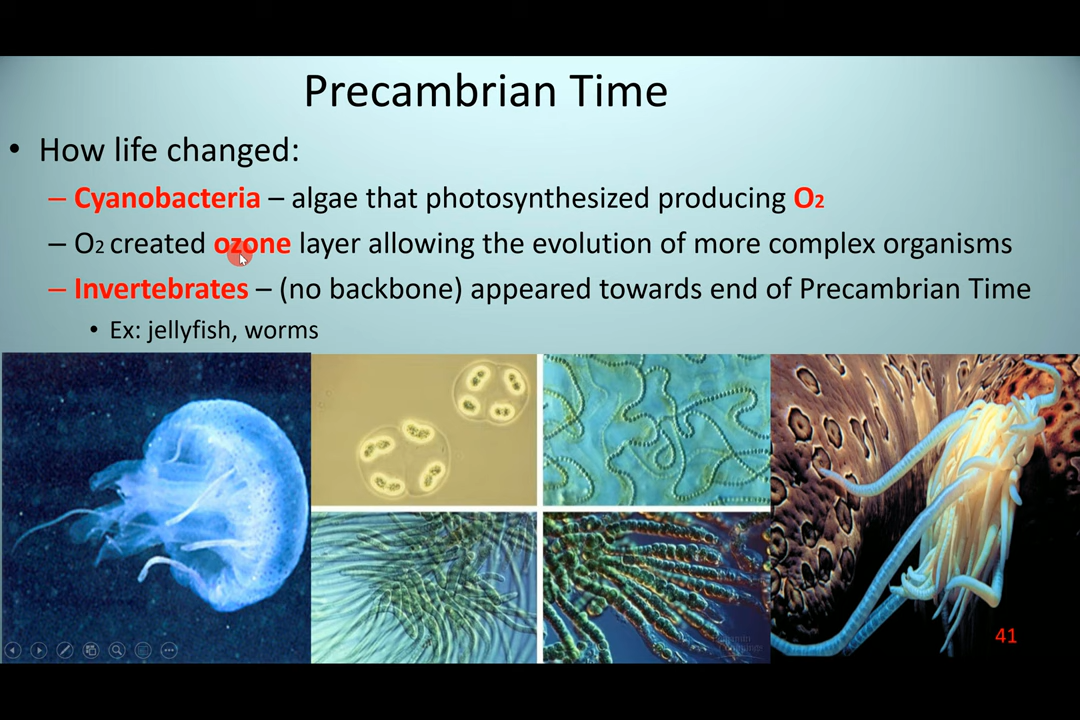 Precambrian Time
• How life changed:
– Cyanobacteria – algae that photosynthesized producing O₂
– O₂ created ozone layer allowing the evolution of more complex organisms
– Invertebrates – (no backbone) appeared towards end of Precambrian Time
• Ex: jellyfish, worms
41